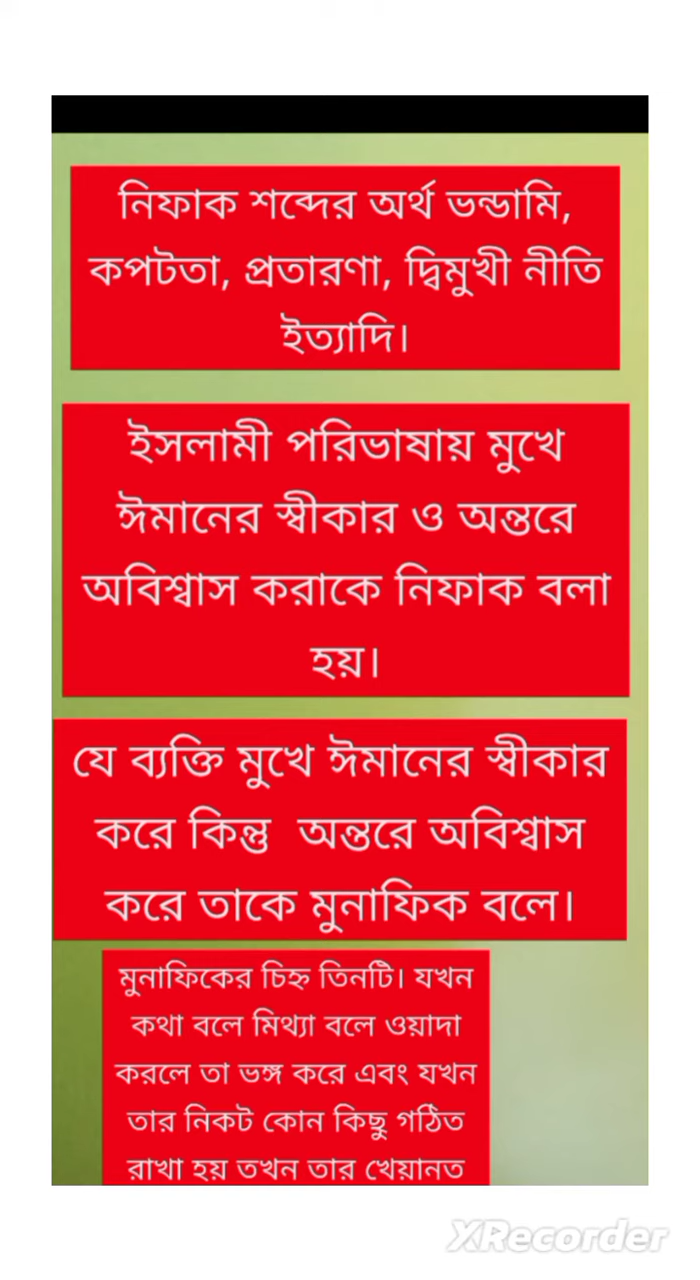 নিফাক শব্দের অর্থ ভন্ডামি,
কপটতা, প্রতারণা, দ্বিমুখী নীতি
ইত্যাদি।
ইসলামী পরিভাষায় মুখে
ঈমানের স্বীকার ও অন্তরে
অবিশ্বাস করাকে নিফাক বলা
হয়।
যে ব্যক্তি মুখে ঈমানের স্বীকার
করে কিন্তু অন্তরে অবিশ্বাস
করে তাকে মুনাফিক বলে।
মুনাফিকের চিহ্ন তিনটি। যখন
কথা বলে মিথ্যা বলে ওয়াদা
করলে তা ভঙ্গ করে এবং যখন
তার নিকট কোন কিছু গঠিত
রাখা হয় তখন তার খেয়ানত
XRecorder